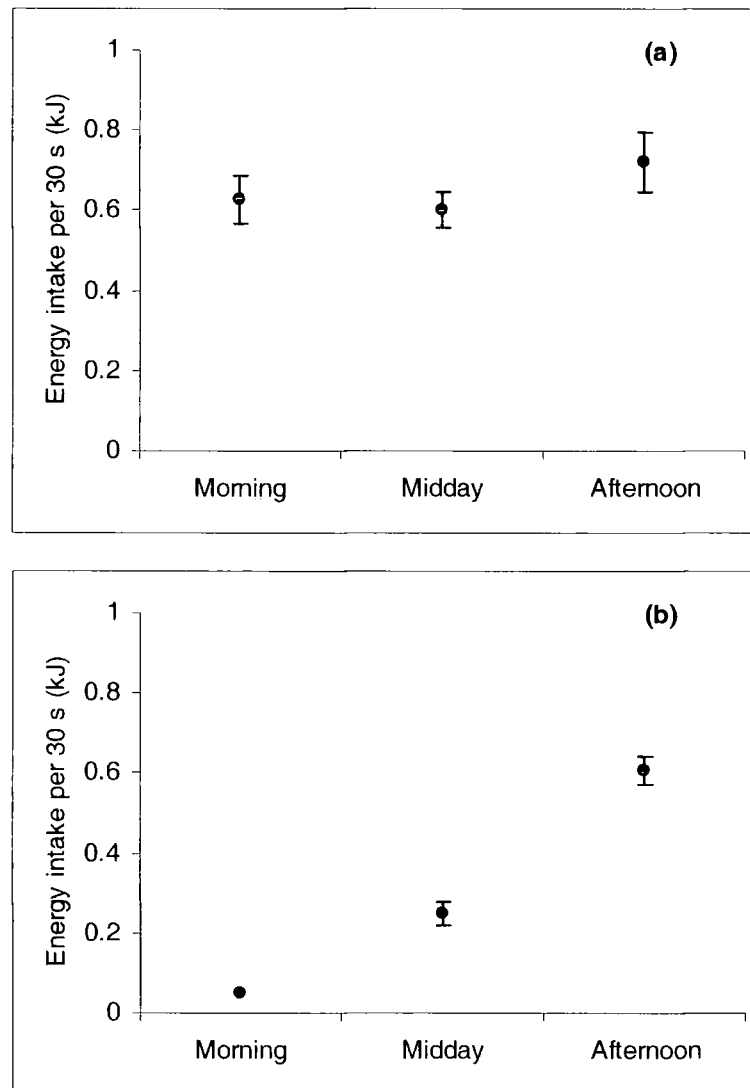 (a)
Energy intake per 30 s (kJ)
1
0.8
0.6
0.4
0.2
0
Morning Midday Afternoon
(b)
Energy intake per 30 s (kJ)
1
0.8
0.6
0.4
0.2
0
Morning Midday Afternoon